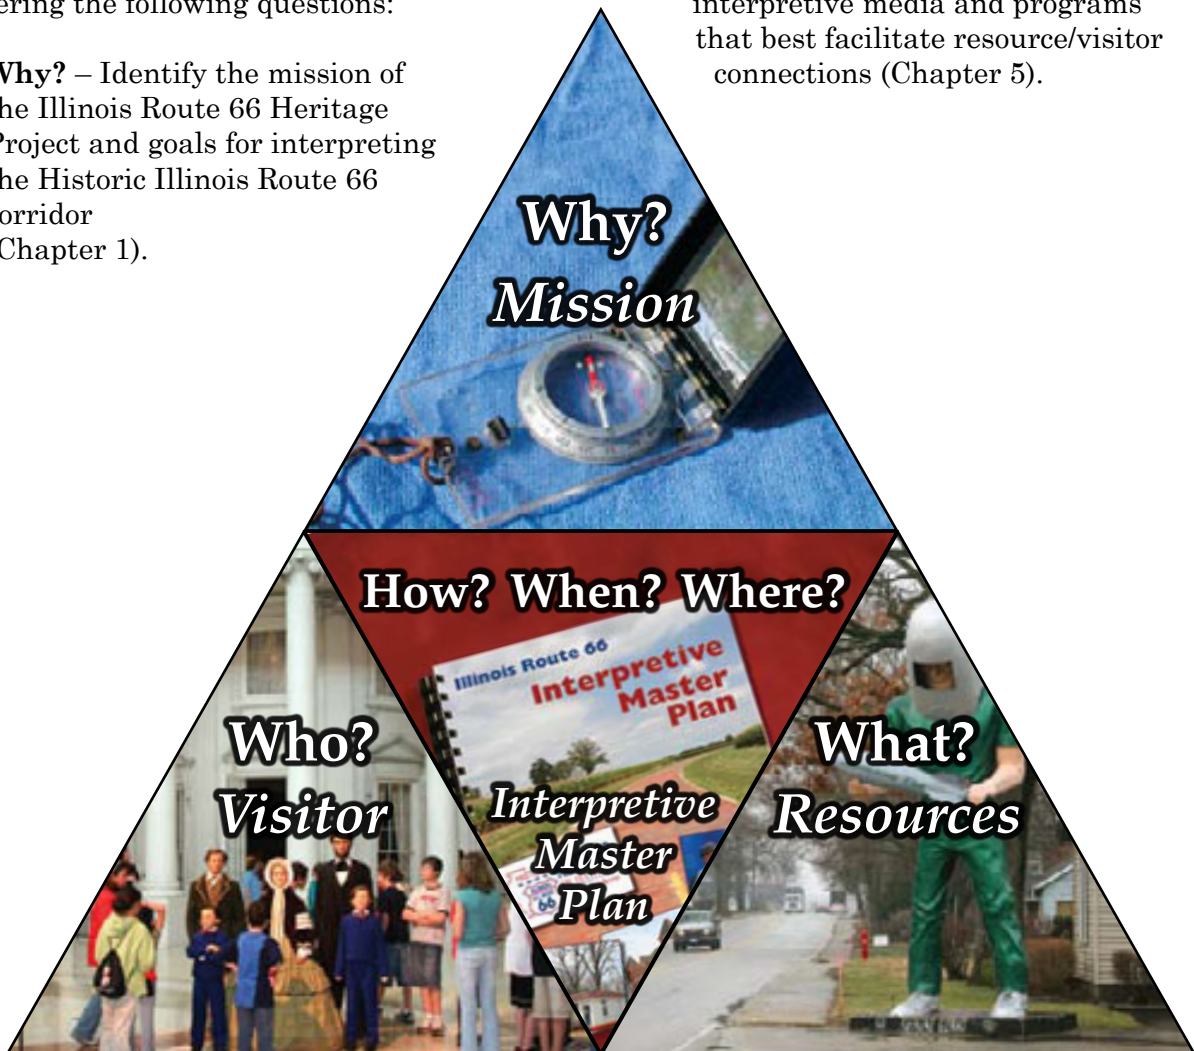 ering the following questions:
Why? – Identify the mission of
he Illinois Route 66 Heritage
Project and goals for interpreting
he Historic Illinois Route 66
orridor
Chapter 1).
interpretive media and programs
that best facilitate resource/visitor
connections (Chapter 5).
Why?
Mission
How? When? Where?
Illinois Route 66
Interpretive
Master
Plan
Who?
Visitor
Interpretive
Master
Plan
What?
Resources
66